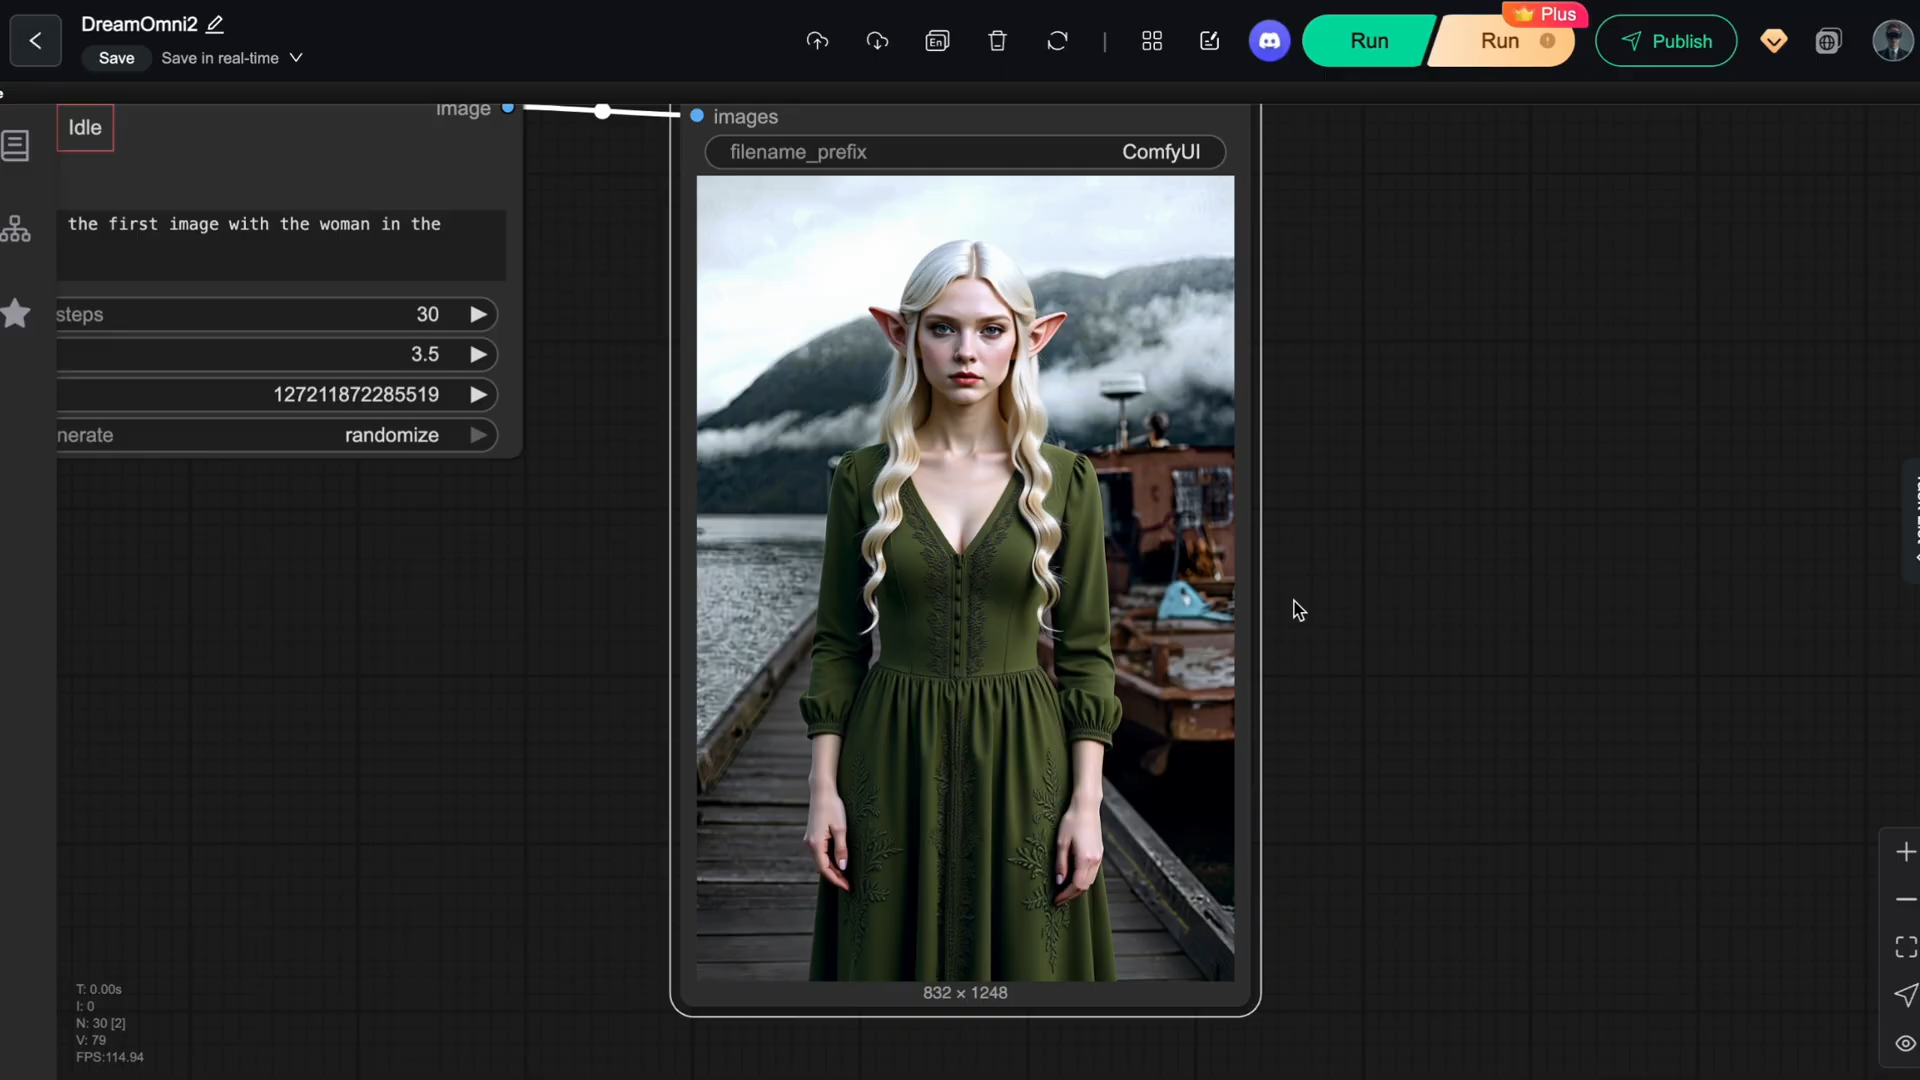 DreamOmni2
Save
Save in real-time
En
Run
Run
Plus
Publish
e
Idle
image
images
filename_prefix
ComfyUI
the first image with the woman in the
steps
30
3.5
127211872285519
nerate
randomize
832 × 1248
T: 0.00s
I: 0
N: 30 [2]
V: 79
FPS:114.94